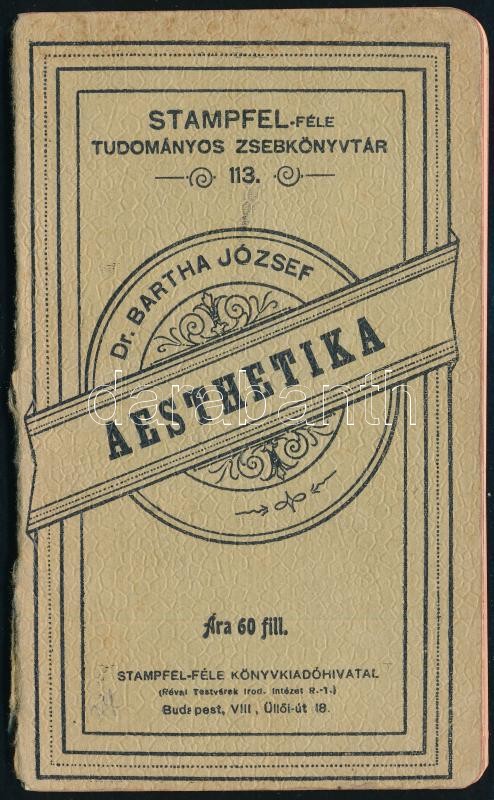 STAMPFEL-FÉLE
TUDOMÁNYOS ZSEBKÖNYVTÁR
113.
Dr. BARTHA JÓZSEF
AESTHETIKA
darabanth
Ára 60 fill.
STAMPFEL-FÉLE KÖNYVKIADÓHIVATAL
(Révai Testvérek Irod. Intézet R.-T.)
Budapest, VIII, Üllői-út 18.